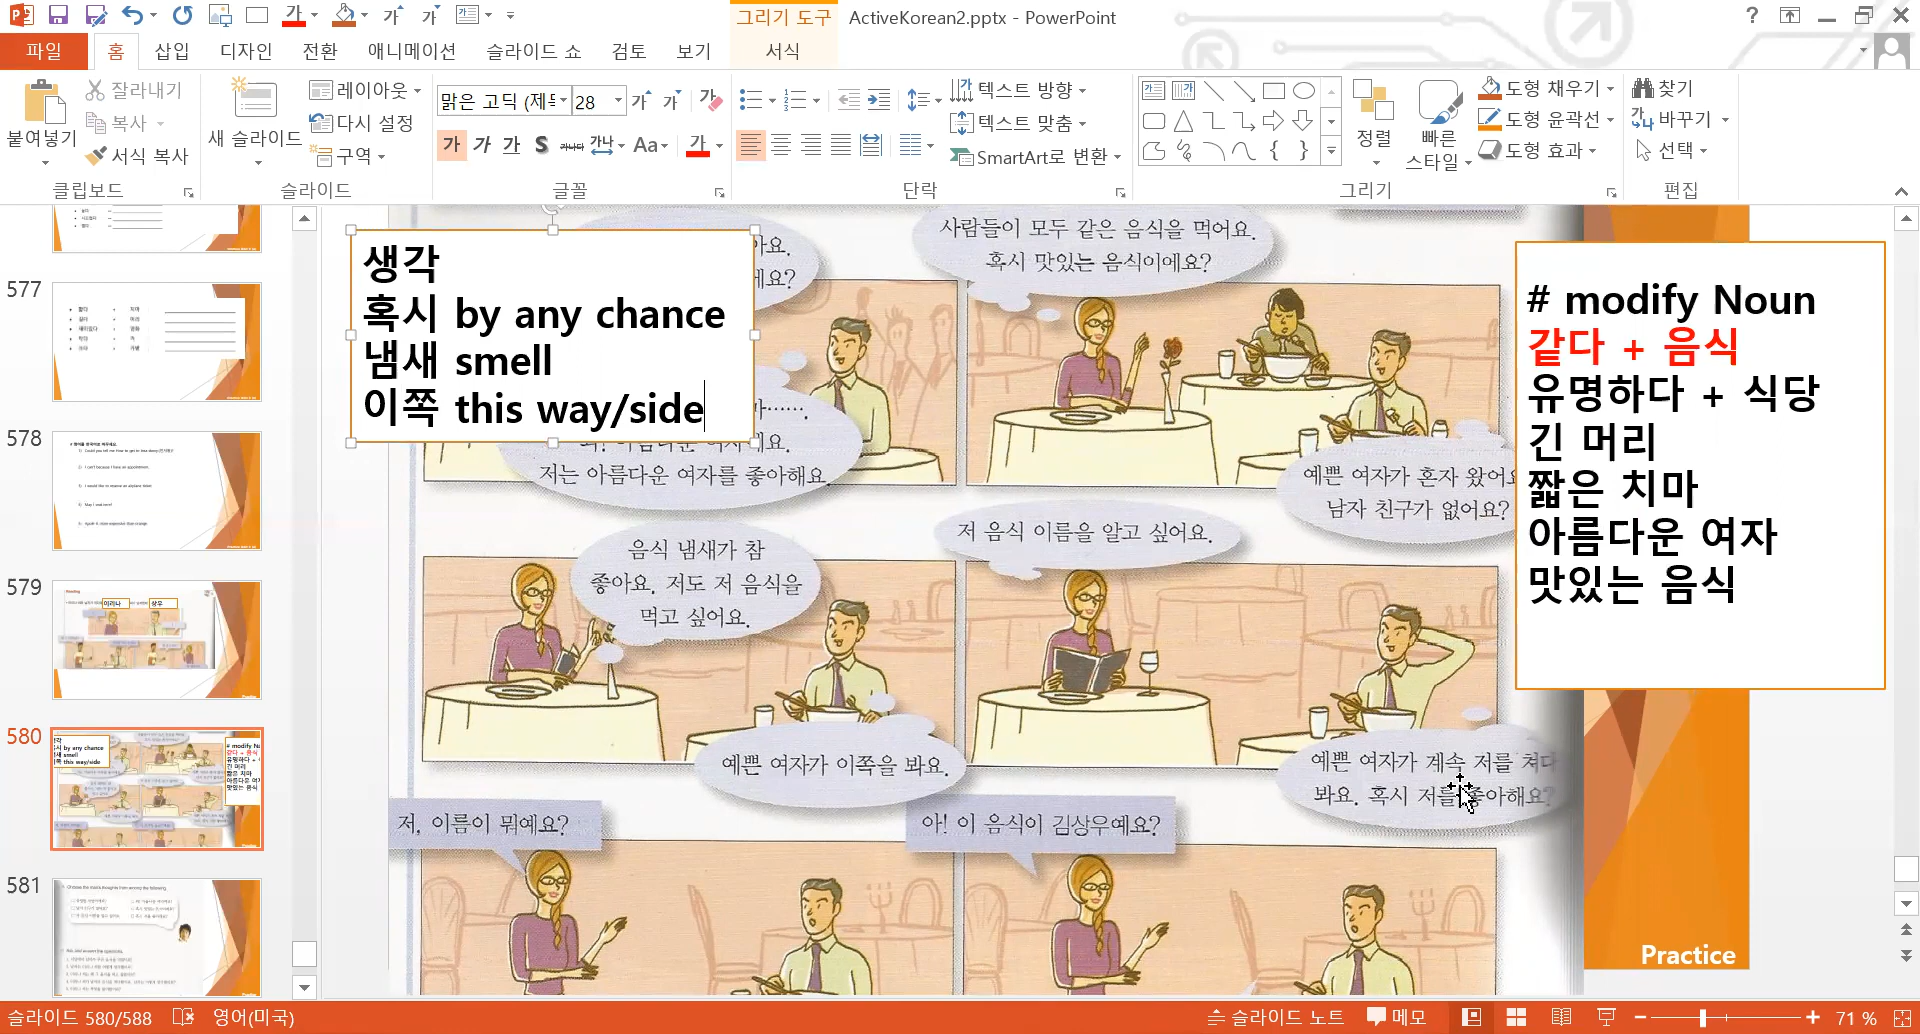 그리기 도구
ActiveKorean2.pptx - PowerPoint
파일
홈
삽입
디자인
전환
애니메이션
슬라이드 쇼
검토
보기
서식
붙여넣기
잘라내기
복사
서식 복사
클립보드
새 슬라이드
레이아웃
다시 설정
구역
슬라이드
맑은 고딕 (제목
28
글꼴
텍스트 방향
텍스트 맞춤
SmartArt로 변환
단락
정렬
빠른
스타일
도형 채우기
도형 윤곽선
도형 효과
그리기
찾기
바꾸기
선택
편집
577
578
579
580
581
생각
혹시 by any chance
냄새 smell
이쪽 this way/side
사람들이 모두 같은 음식을 먹어요.
혹시 맛있는 음식이에요?
저는 아름다운 여자를 좋아해요.
예쁜 여자가 혼자 왔어요
남자 친구가 없어요?
음식 냄새가 참
좋아요. 저도 저 음식을
먹고 싶어요.
저 음식 이름을 알고 싶어요.
예쁜 여자가 이쪽을 봐요.
예쁜 여자가 계속 저를 쳐다
봐요. 혹시 저를 좋아해요?
저, 이름이 뭐예요?
아! 이 음식이 김상우예요?
# modify Noun
같다 + 음식
유명하다 + 식당
긴 머리
짧은 치마
아름다운 여자
맛있는 음식
Practice
슬라이드 580/588
영어(미국)
슬라이드 노트
메모
71 %